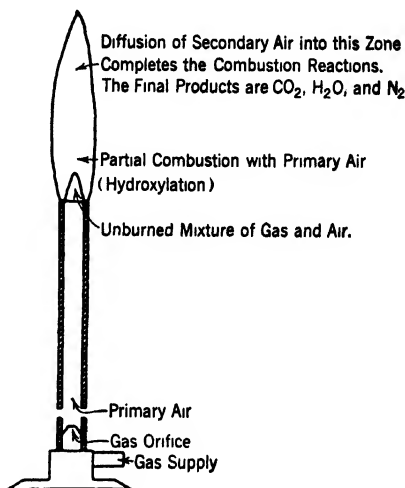 Diffusion of Secondary Air into this Zone
Completes the Combustion Reactions.
The Final Products are CO₂, H₂O, and N₂
Partial Combustion with Primary Air
(Hydroxylation)
Unburned Mixture of Gas and Air.
Primary Air
Gas Orifice
Gas Supply